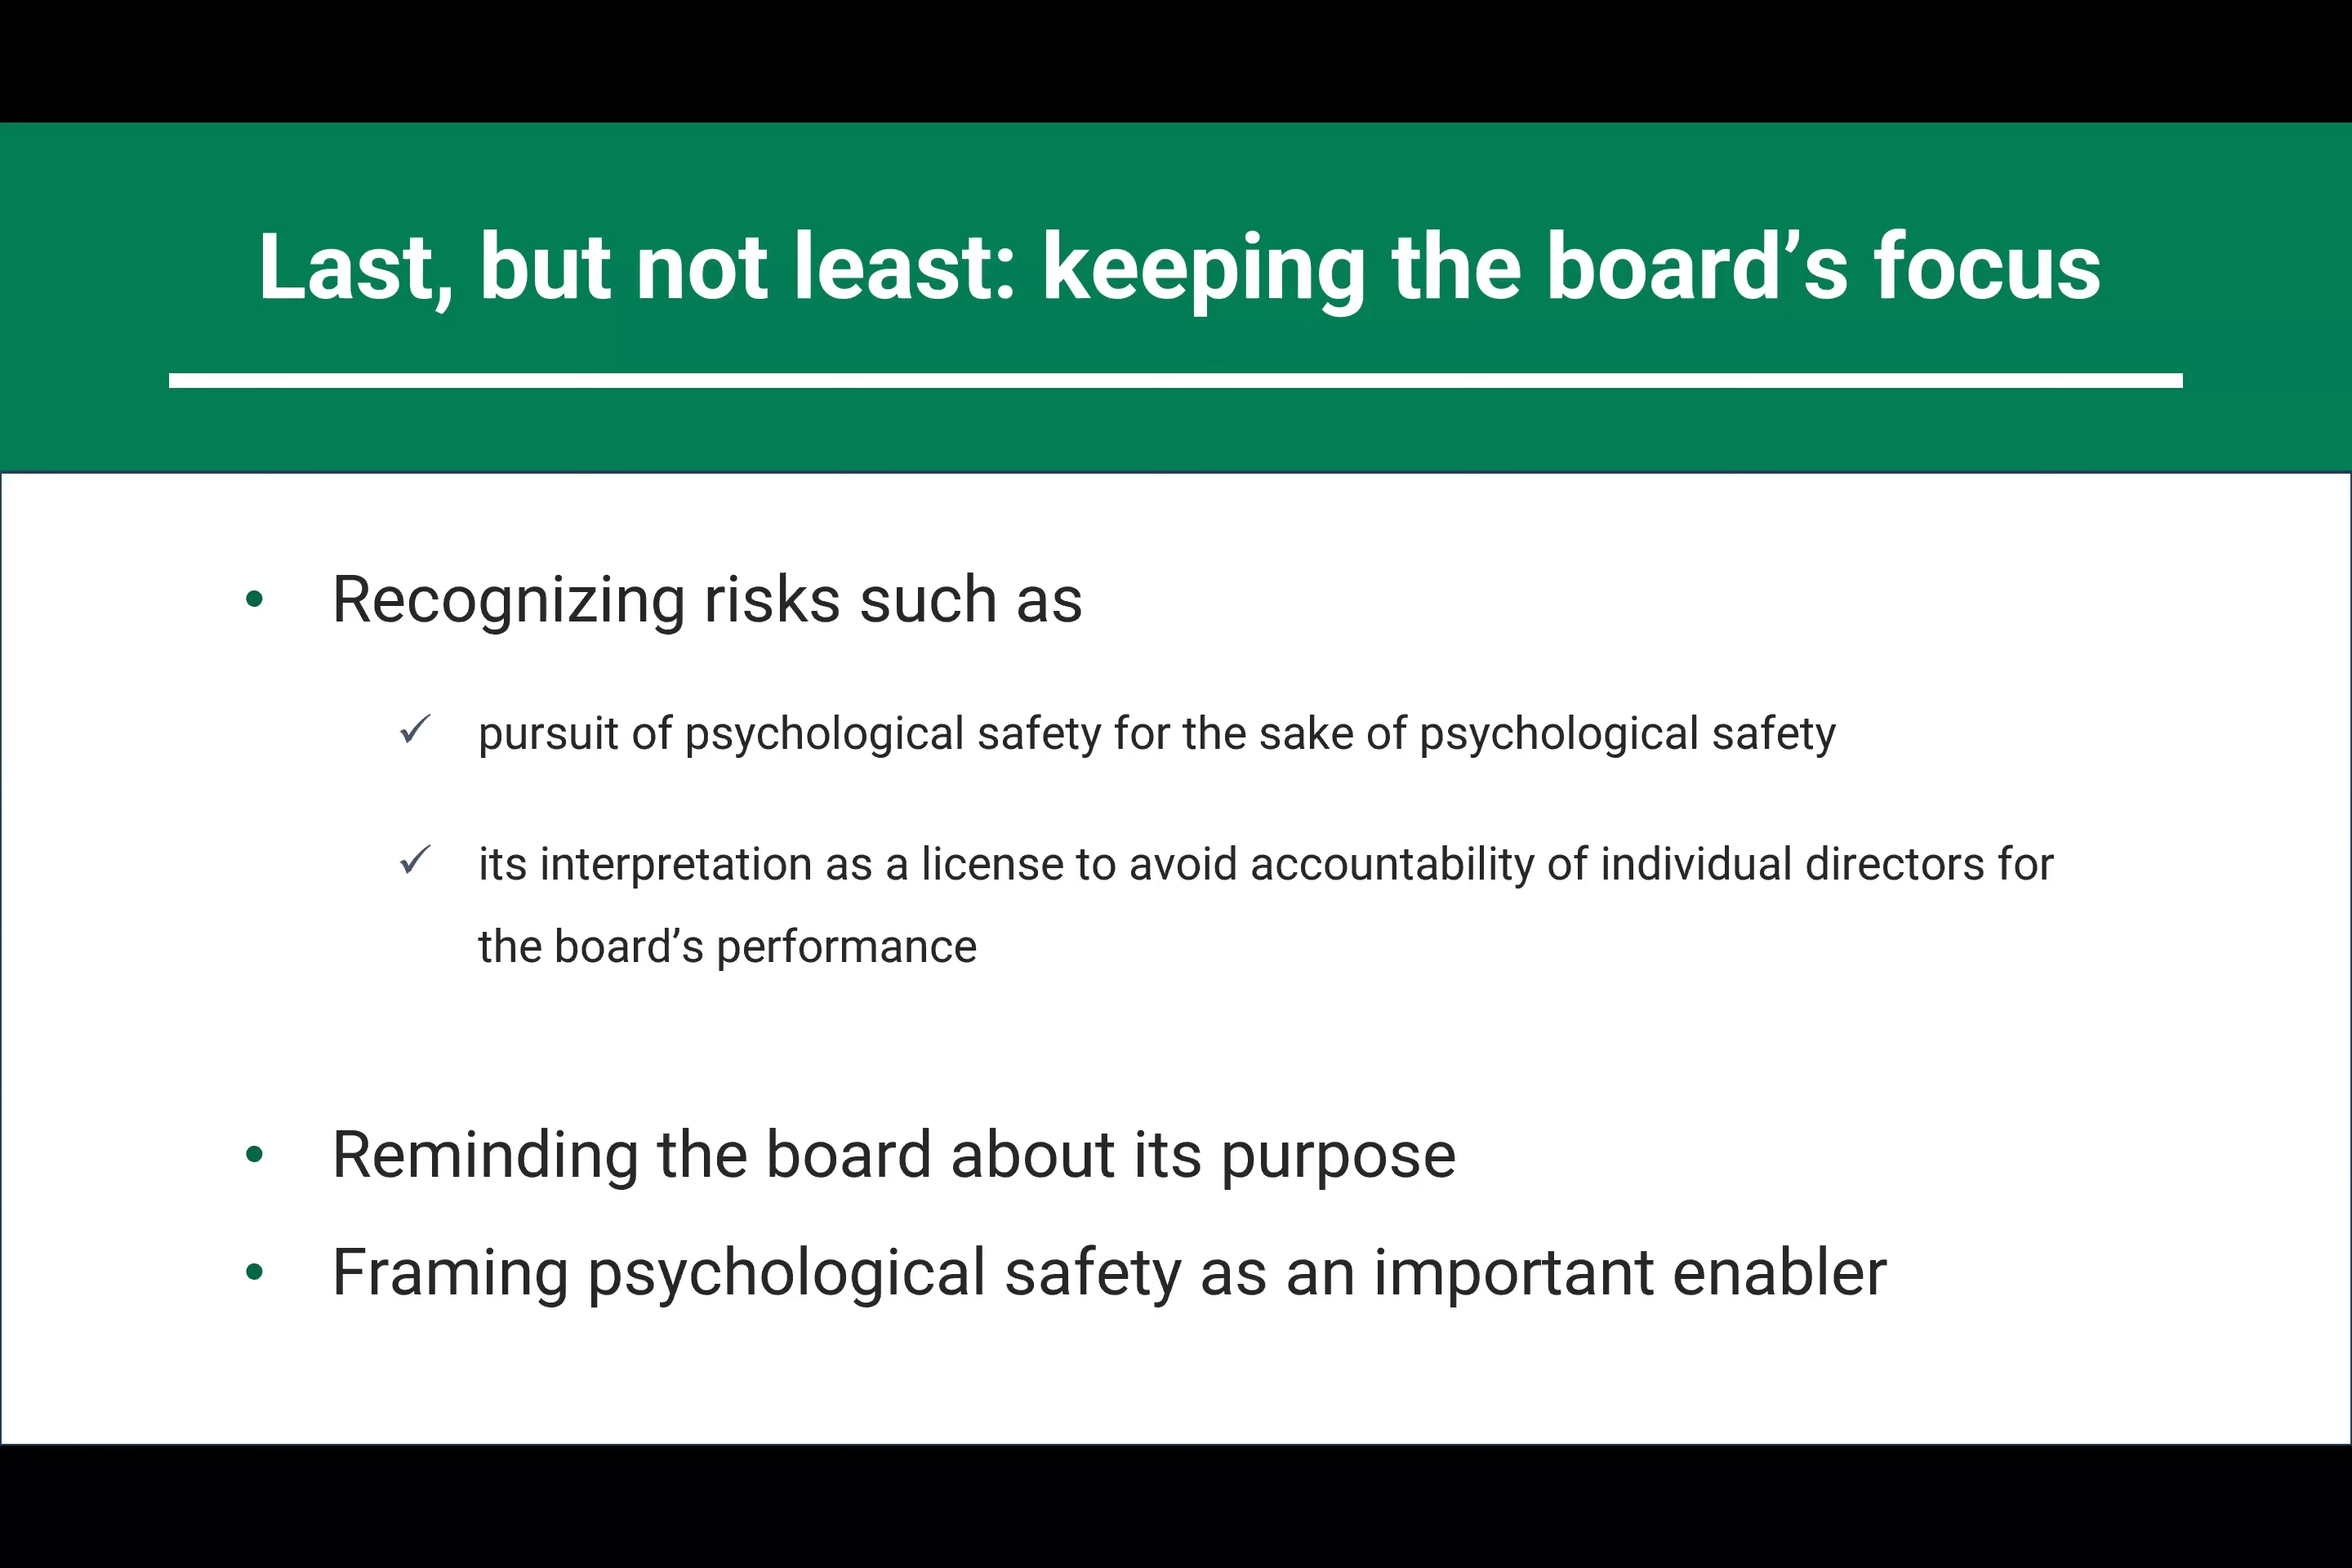 Last, but not least: keeping the board’s focus
• Recognizing risks such as
✓ pursuit of psychological safety for the sake of psychological safety
✓ its interpretation as a license to avoid accountability of individual directors for
the board’s performance
• Reminding the board about its purpose
• Framing psychological safety as an important enabler